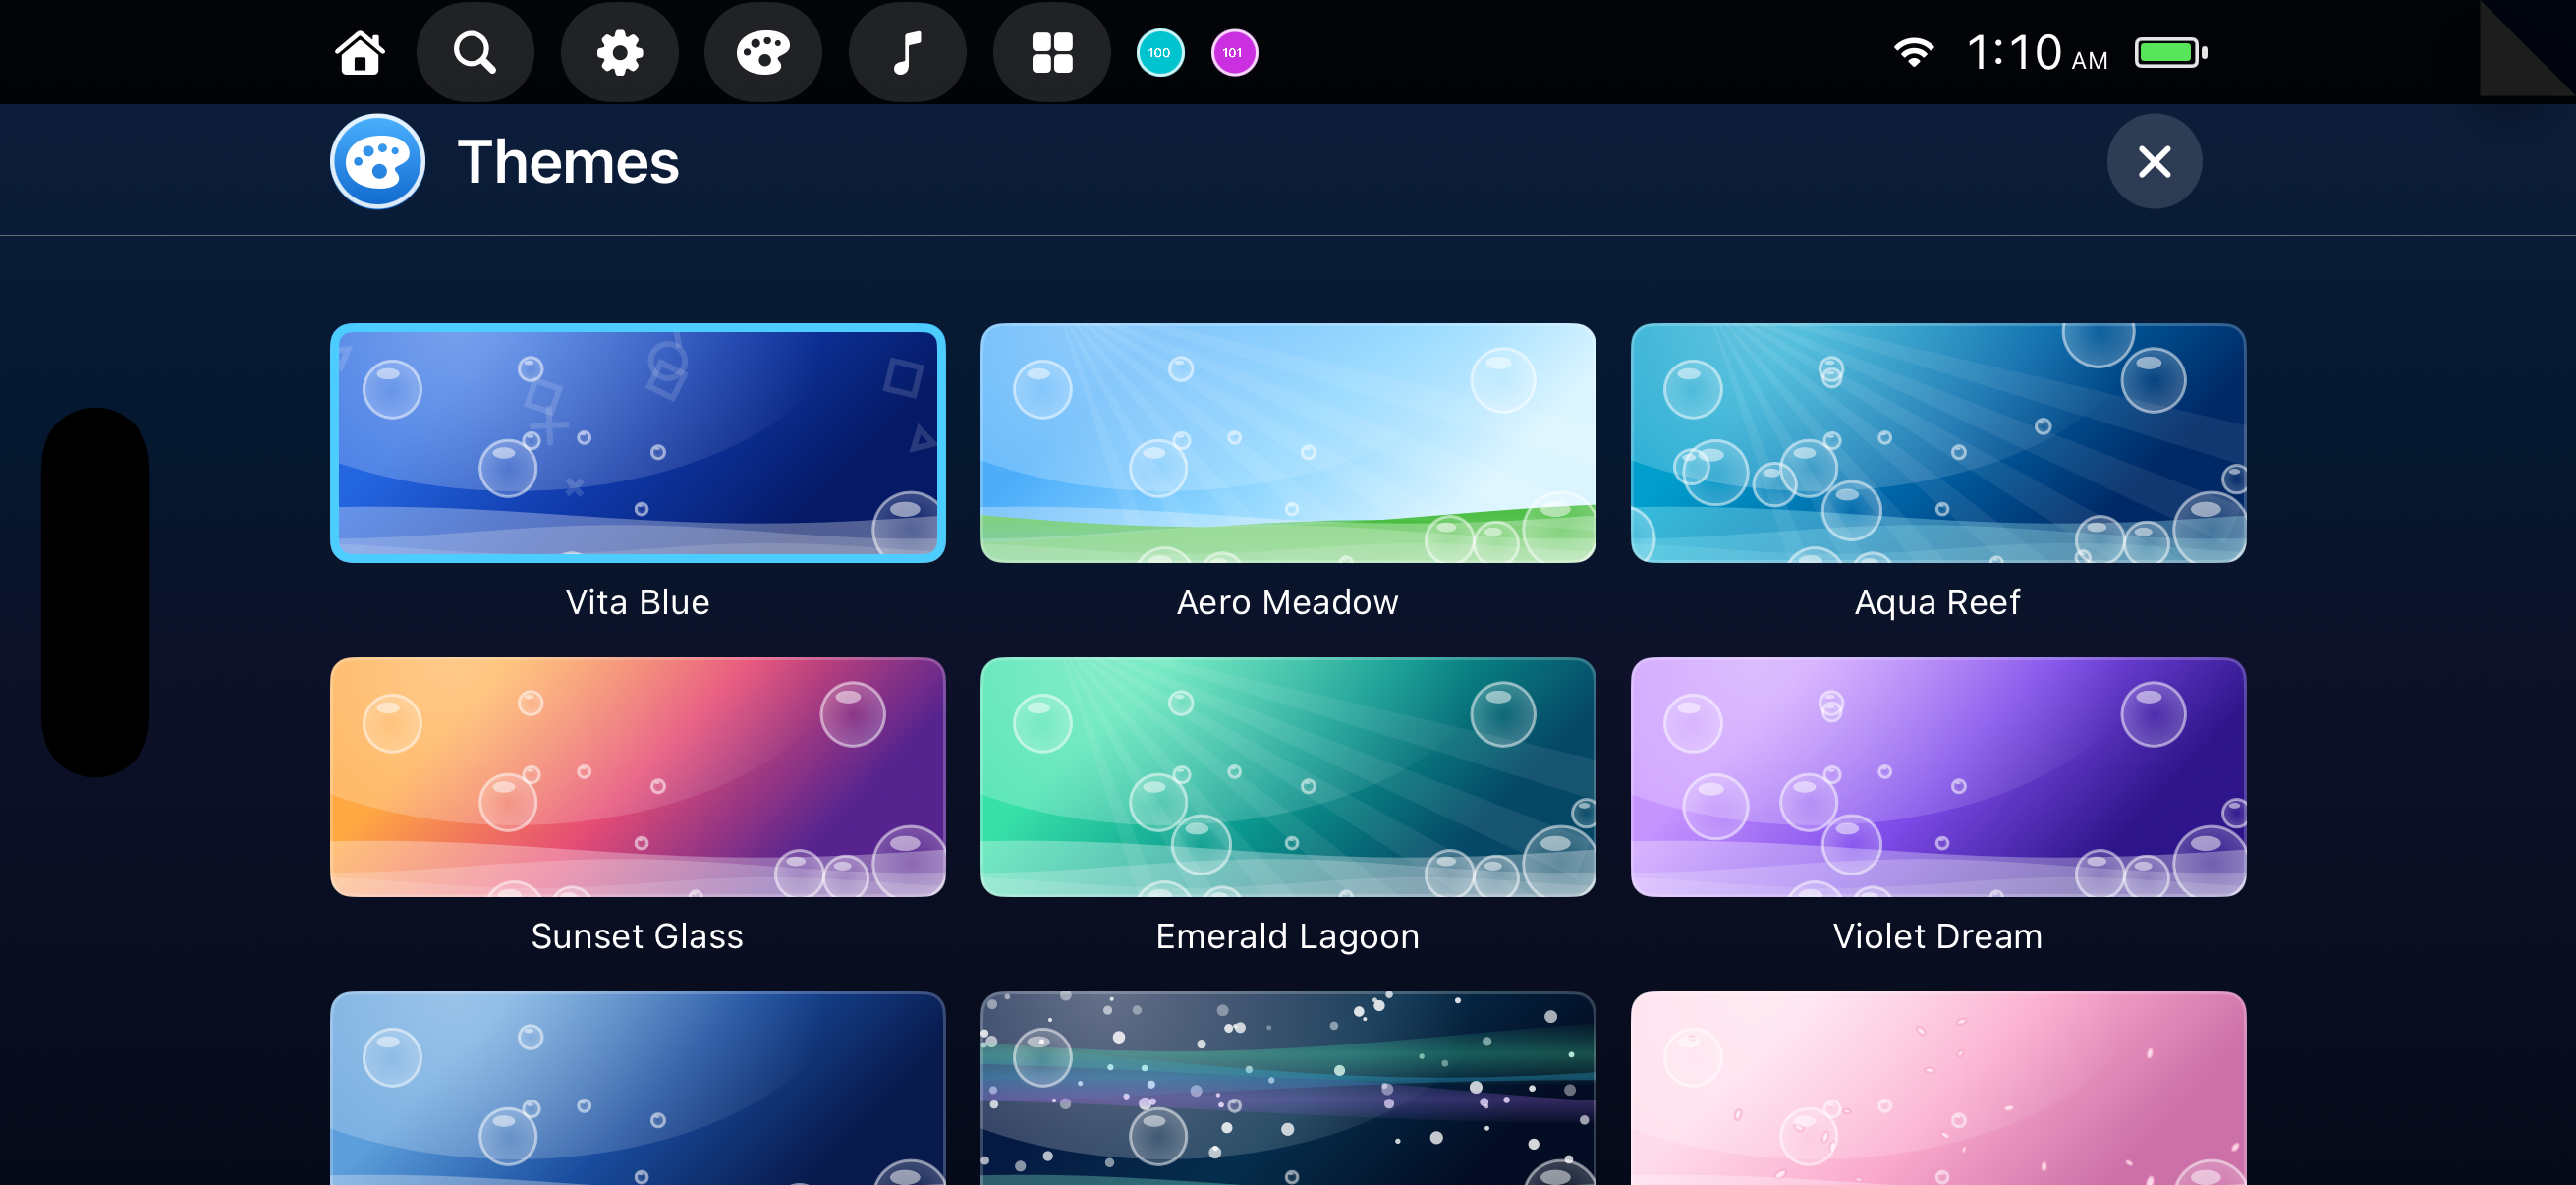 100 101 1:10 AM
Themes
Vita Blue Aero Meadow Aqua Reef
Sunset Glass Emerald Lagoon Violet Dream